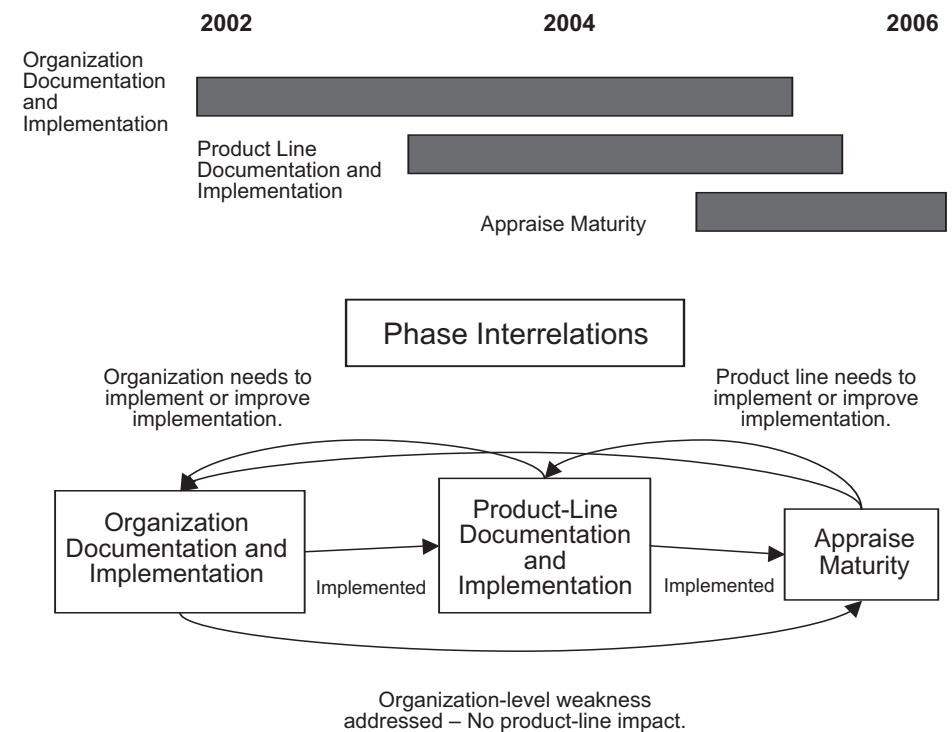 2002 2004 2006
Organization
Documentation
and
Implementation
Product Line
Documentation and
Implementation
Appraise Maturity
Phase Interrelations
Organization needs to
implement or improve
implementation.
Product line needs to
implement or improve
implementation.
Organization
Documentation and
Implementation
Implemented
Product-Line
Documentation
and
Implementation
Implemented
Appraise
Maturity
Organization-level weakness
addressed – No product-line impact.